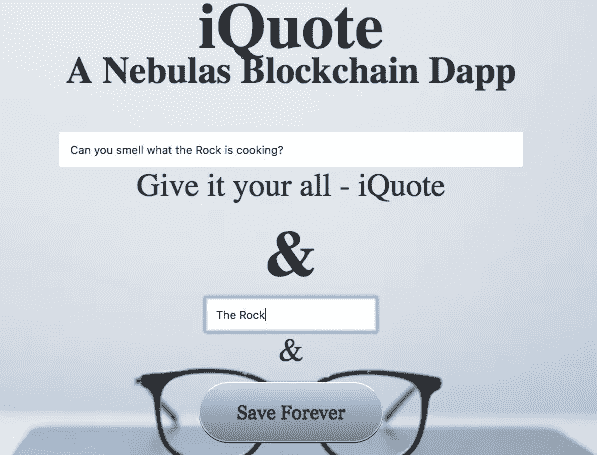 iQuote
A Nebulas Blockchain Dapp
Can you smell what the Rock is cooking?
Give it your all - iQuote
&
The Rock
&
Save Forever